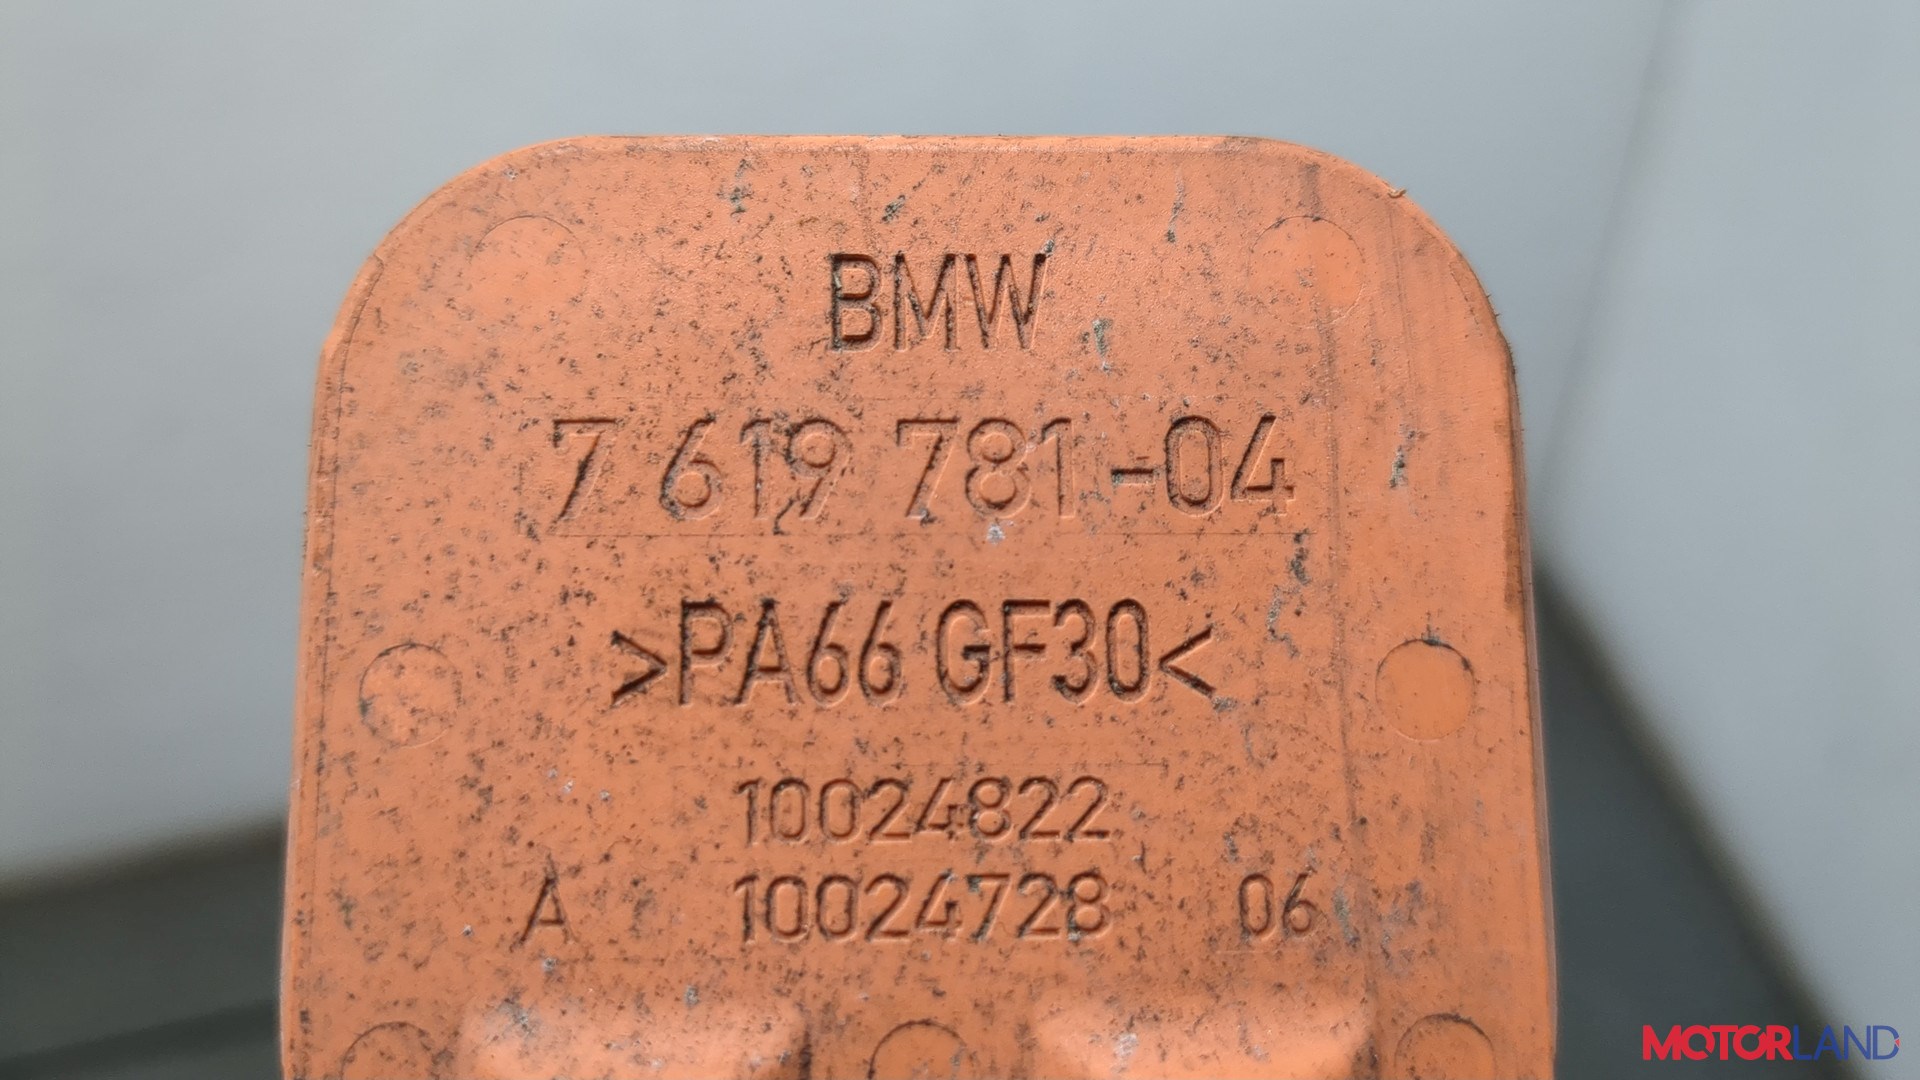 BMW
7 619 781-04
>PA66 GF30<
10024822
A 10024728 06
MOTORLAND